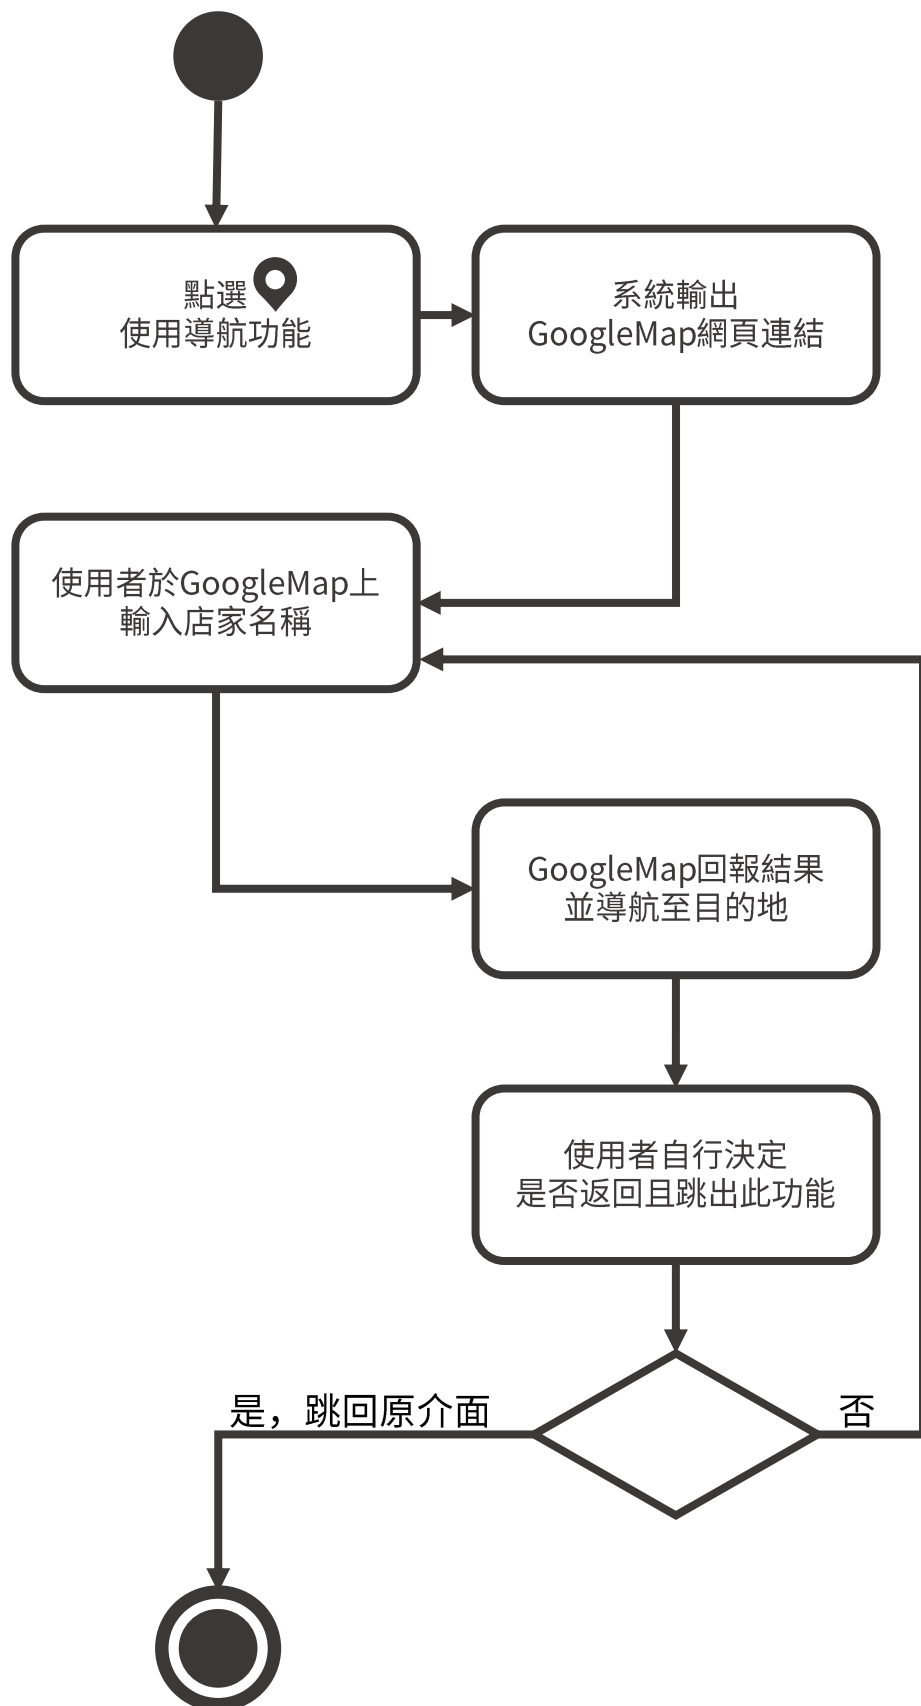 點選
使用導航功能
系統輸出
GoogleMap網頁連結
使用者於GoogleMap上
輸入店家名稱
GoogleMap回報結果
並導航至目的地
使用者自行決定
是否返回且跳出此功能
是，跳回原介面
否